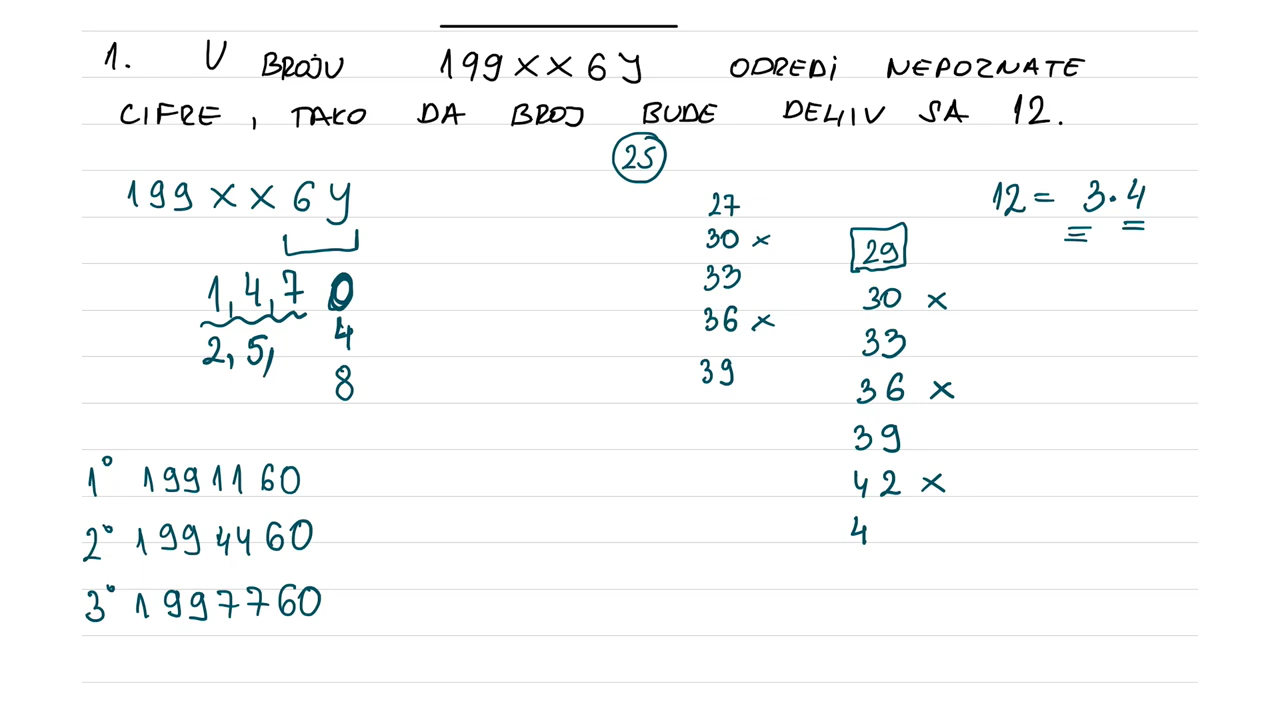 1. U BROJU 199XX6Y ODREDI NEPOZNATE
CIFRE, TAKO DA BROJ BUDE DELJIV SA 12.
25
199XX6Y
1,4,7 0
2,5, 4
8
27
30 x
33
36 x
39
29
30 x
33
36 x
39
42 x
4
12 = 3·4
1° 1991160
2° 1994460
3° 1997760